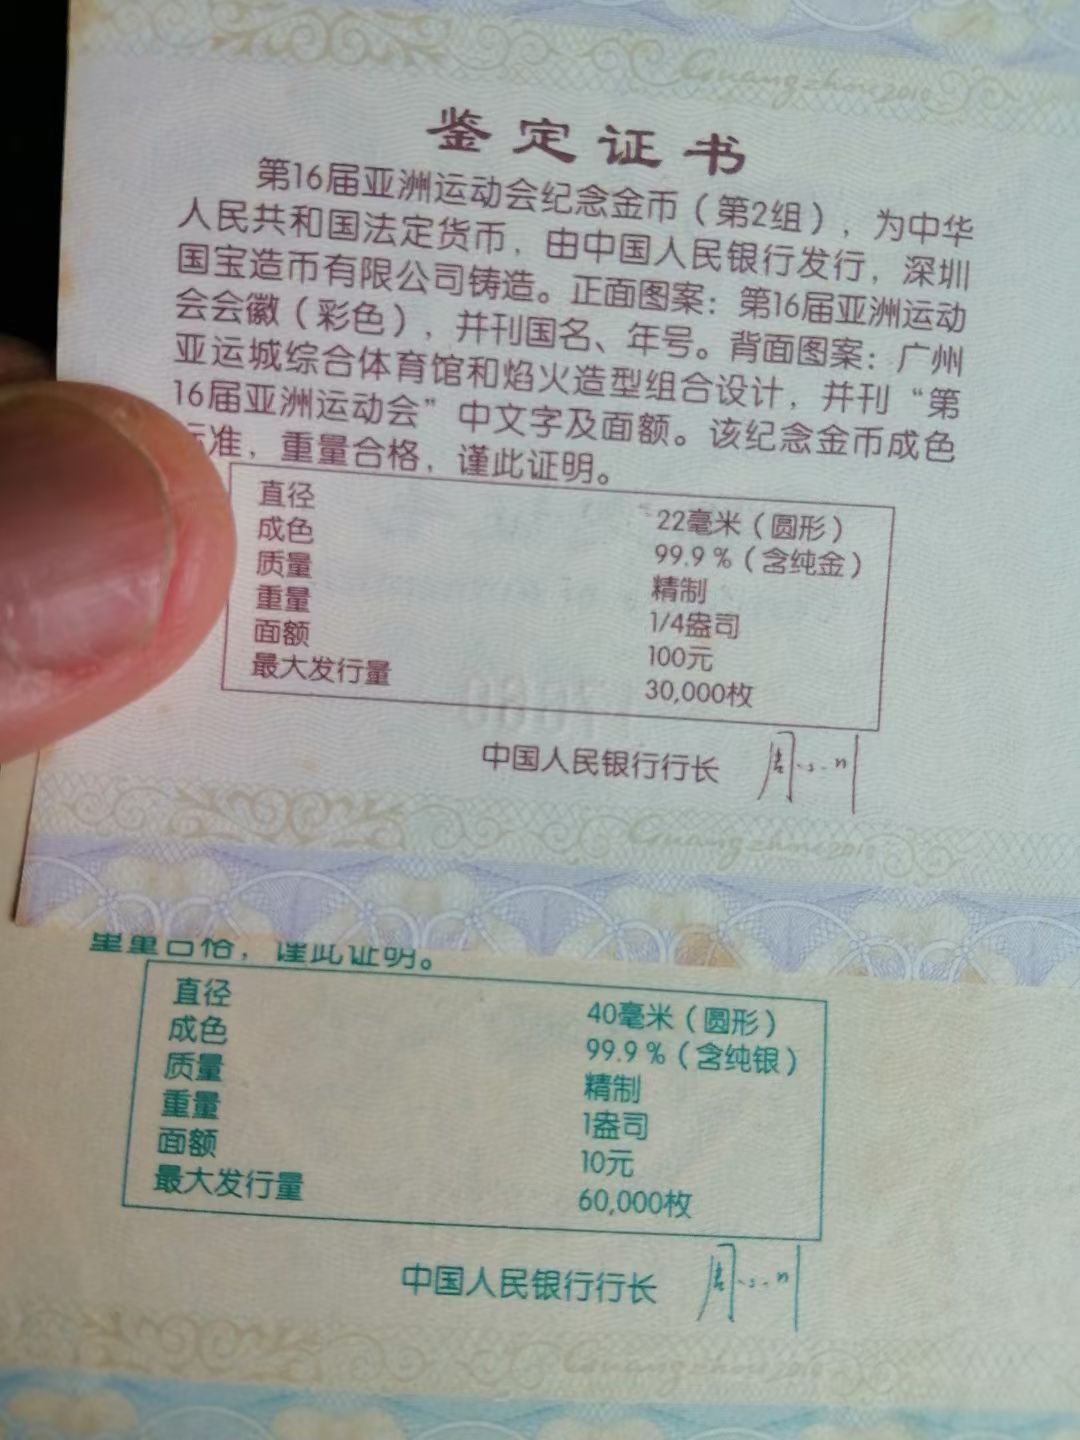 Guangzhou2010
鉴定证书
第16届亚洲运动会纪念金币（第2组），为中华
人民共和国法定货币，由中国人民银行发行，深圳
国宝造币有限公司铸造。正面图案：第16届亚洲运动
会会徽（彩色），并刊国名、年号。背面图案：广州
亚运城综合体育馆和焰火造型组合设计，并刊“第
16届亚洲运动会”中文字及面额。该纪念金币成色
标准，重量合格，谨此证明。
直径 22毫米（圆形）
成色 99.9%（含纯金）
质量 精制
重量 1/4盎司
面额 100元
最大发行量 30,000枚
中国人民银行行长
Guangzhou2010
重量合格，谨此证明。
直径 40毫米（圆形）
成色 99.9%（含纯银）
质量 精制
重量 1盎司
面额 10元
最大发行量 60,000枚
中国人民银行行长
Guangzhou2010